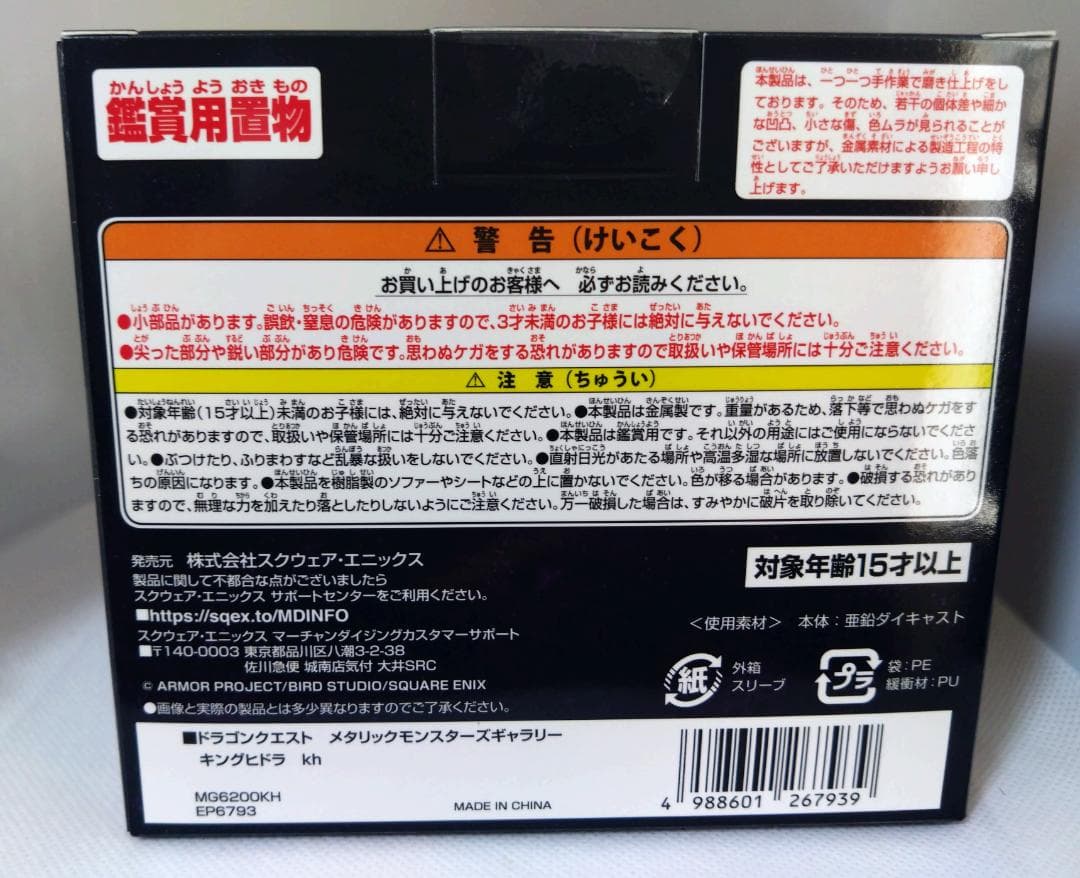 かんしょう よう おき もの
鑑賞用置物
本製品は、一つ一つ手作業で磨き仕上げをし
ております。そのため、若干の個体差や細か
な凹凸、小さな傷、色ムラが見られることが
ございますが、金属素材による製造工程の特
性としてご了承いただけますようお願い申し
上げます。
⚠ 警 告(けいこく)
お買い上げのお客様へ 必ずお読みください。
●小部品があります。誤飲・窒息の危険がありますので、3才未満のお子様には絶対に与えないでください。
●尖った部分や鋭い部分があり危険です。思わぬケガをする恐れがありますので取扱いや保管場所には十分ご注意ください。
⚠ 注 意(ちゅうい)
●対象年齢(15才以上)未満のお子様には、絶対に与えないでください。●本製品は金属製です。重量があるため、落下等で思わぬケガをす
る恐れがありますので、取扱いや保管場所には十分ご注意ください。●本製品は鑑賞用です。それ以外の用途にはご使用にならないでくださ
い。●ぶつけたり、ふりまわすなど乱暴な扱いをしないでください。●直射日光があたる場所や高温多湿な場所に放置しないでください。色落
ちの原因になります。●本製品を樹脂製のソファーやシートなどの上に置かないでください。色が移る場合があります。●破損する恐れがあり
ますので、無理な力を加えたり落としたりしないようにご注意ください。万一破損した場合は、すみやかに破片を取り除いてください。
発売元 株式会社スクウェア・エニックス
製品に関して不都合な点がございましたら
スクウェア・エニックス サポートセンターをご利用ください。
■https://sqex.to/MDINFO
スクウェア・エニックス マーチャンダイジングカスタマーサポート
■〒140-0003 東京都品川区八潮3-2-38
佐川急便 城南店気付 大井SRC
© ARMOR PROJECT/BIRD STUDIO/SQUARE ENIX
●画像と実際の製品とは多少異なりますのでご了承ください。
対象年齢15才以上
<使用素材> 本体:亜鉛ダイキャスト
紙 外箱
スリーブ
プラ 袋:PE
緩衝材:PU
■ドラゴンクエスト メタリックモンスターズギャラリー
キングヒドラ kh
MG6200KH
EP6793
MADE IN CHINA
4 988601 267939